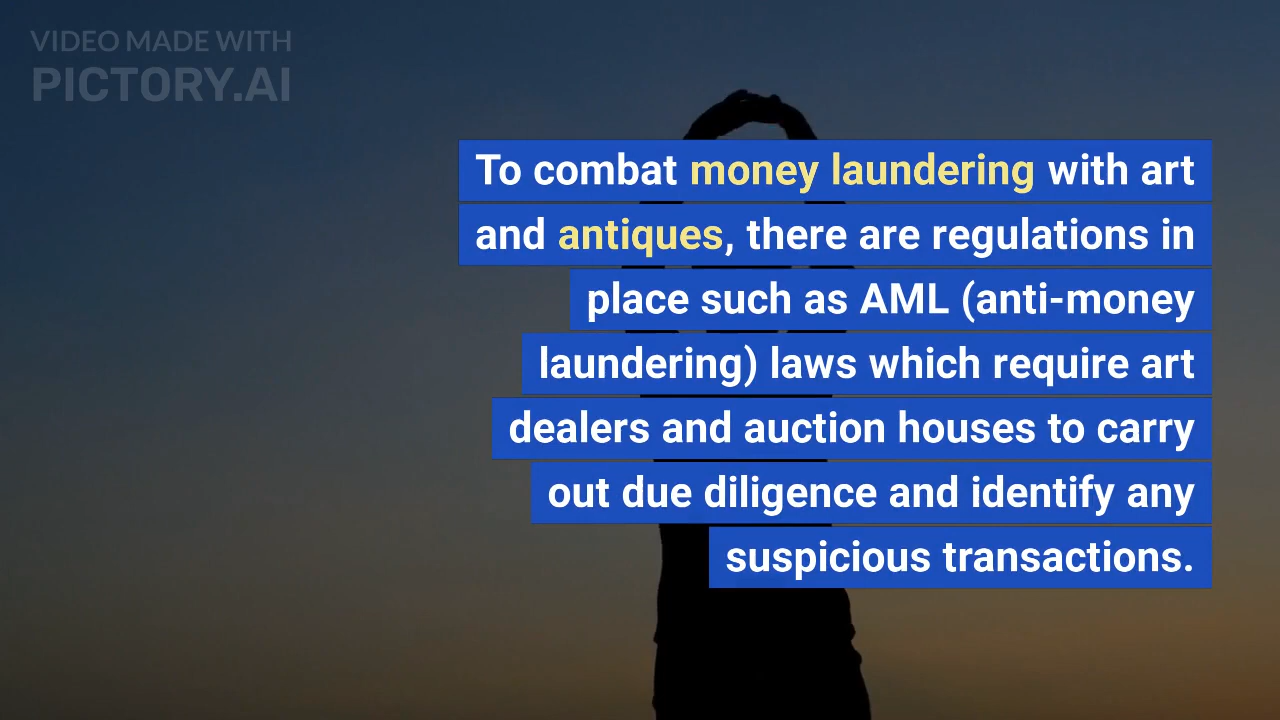 VIDEO MADE WITH
PICTORY.AI
To combat money laundering with art
and antiques, there are regulations in
place such as AML (anti-money
laundering) laws which require art
dealers and auction houses to carry
out due diligence and identify any
suspicious transactions.